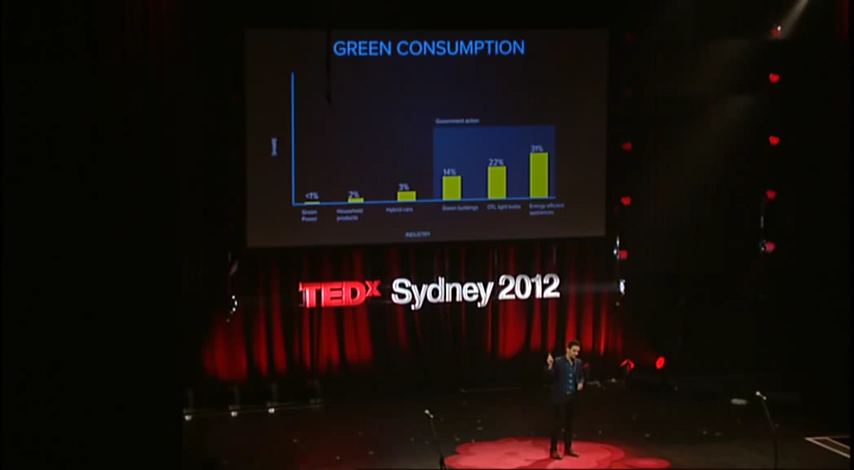 GREEN CONSUMPTION
Government action
SHARE
<1%
2%
3%
14%
22%
31%
Green
Power
Household
products
Hybrid cars
Green buildings
CFL light bulbs
Energy efficient
appliances
INDUSTRY
TEDx Sydney 2012